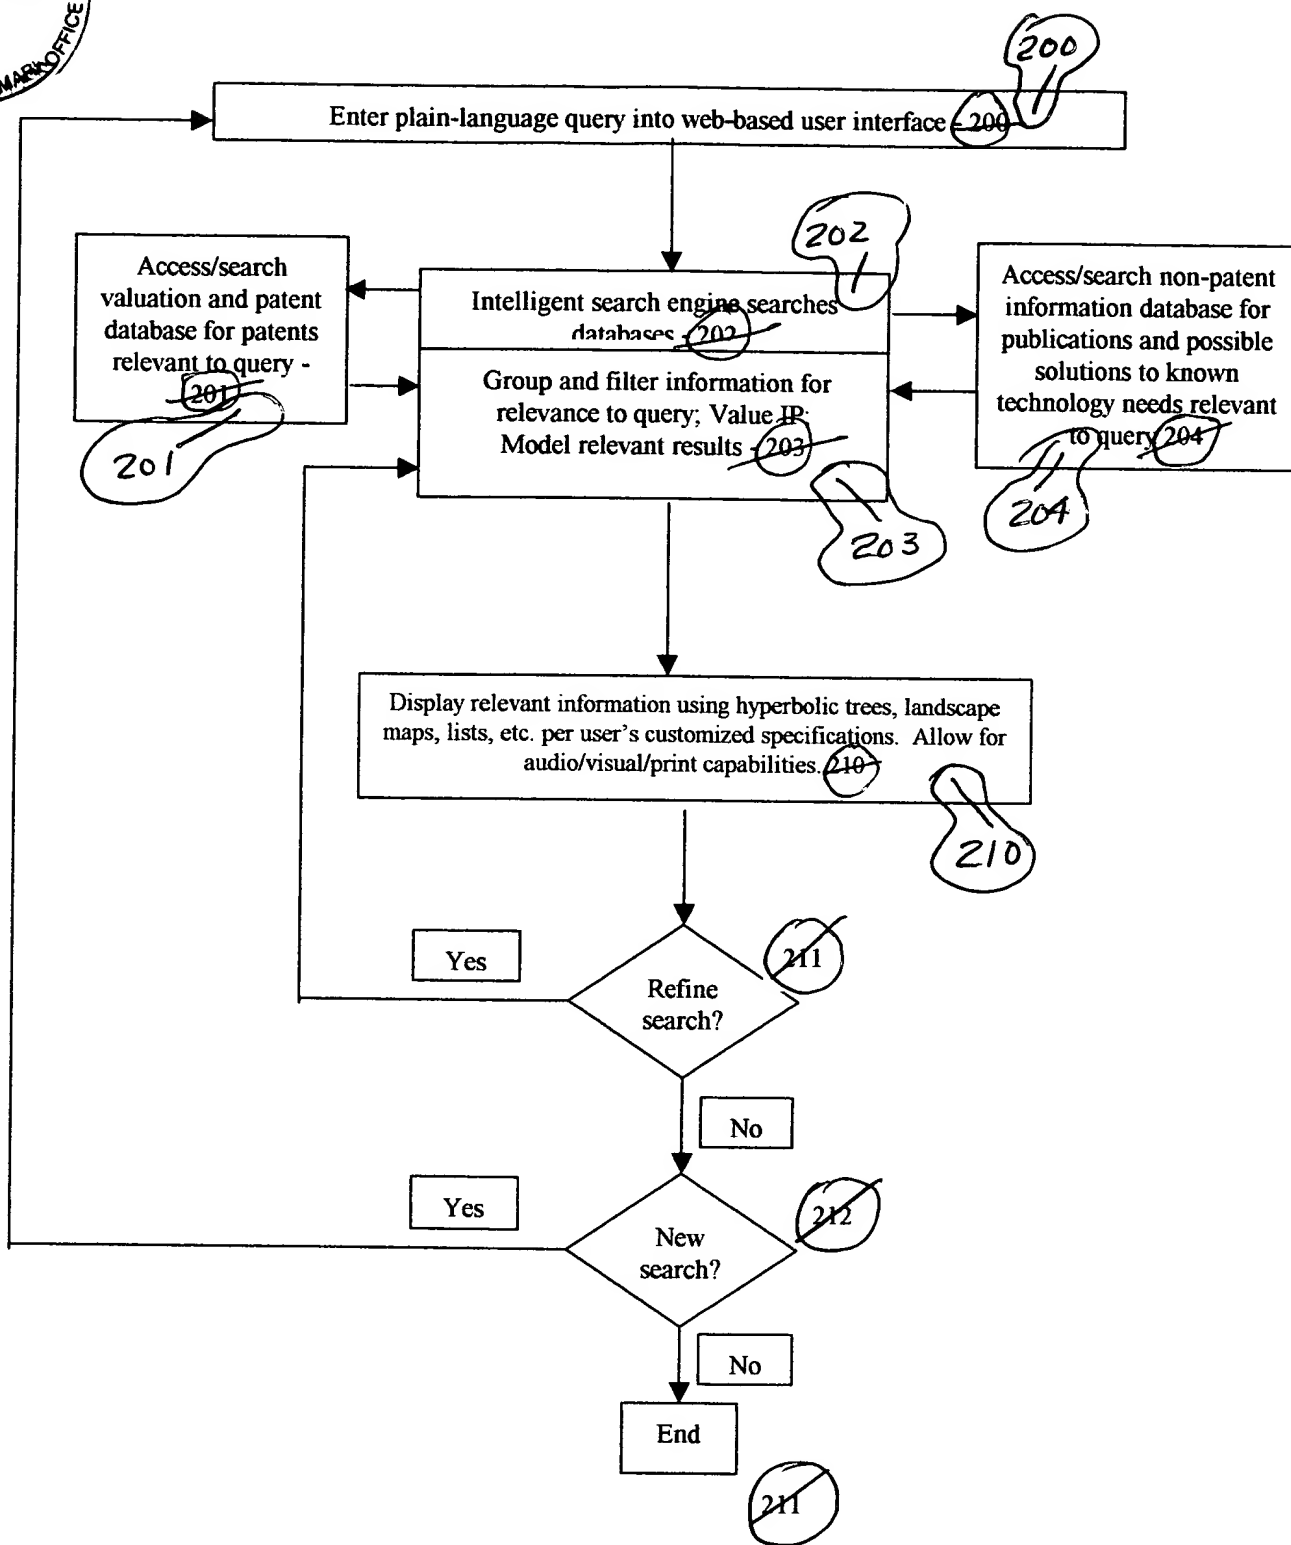 MARK OFFICE
200
Enter plain-language query into web-based user interface - 200
202
Access/search
valuation and patent
database for patents
relevant to query -
201
201
Intelligent search engine searches
databases - 202
Group and filter information for
relevance to query; Value IP;
Model relevant results - 203
203
Access/search non-patent
information database for
publications and possible
solutions to known
technology needs relevant
to query 204
204
Display relevant information using hyperbolic trees, landscape
maps, lists, etc. per user's customized specifications. Allow for
audio/visual/print capabilities. 210
210
Yes
Refine
search?
211
No
Yes
New
search?
212
No
End
211